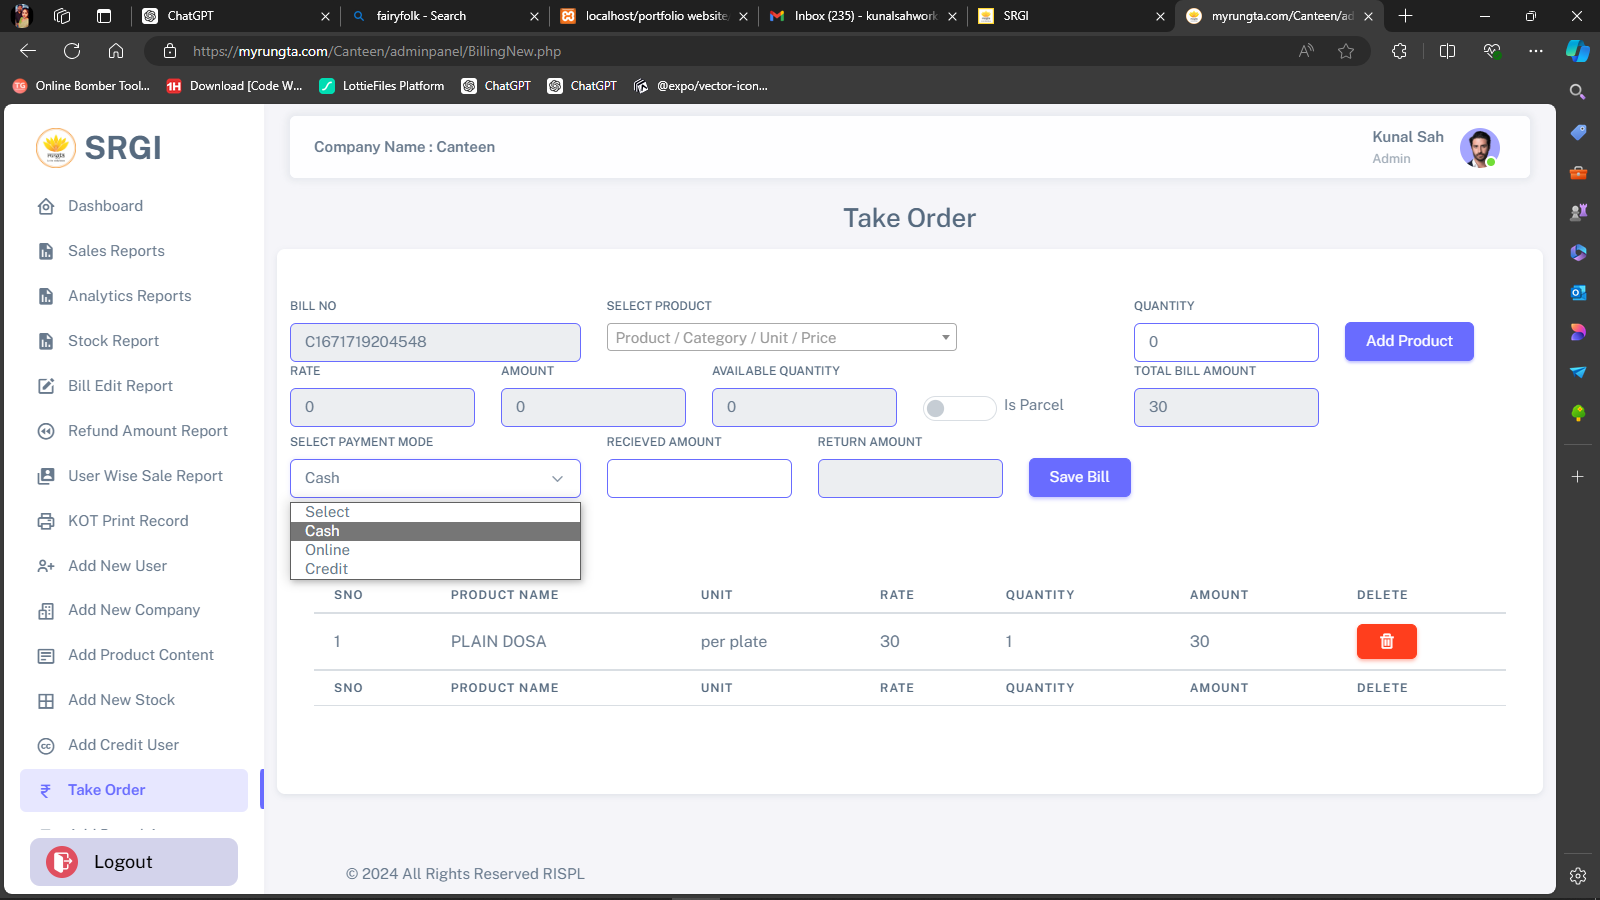 ChatGPT
fairyfolk - Search
localhost/portfolio website
Inbox (235) - kunalsahwork
SRGI
myrungta.com/Canteen/ad
https://myrungta.com/Canteen/adminpanel/BillingNew.php
Online Bomber Tool...
Download [Code W...
LottieFiles Platform
ChatGPT
ChatGPT
@expo/vector-icon...
SRGI
Company Name : Canteen
Kunal Sah
Admin
Dashboard
Sales Reports
Analytics Reports
Stock Report
Bill Edit Report
Refund Amount Report
User Wise Sale Report
KOT Print Record
Add New User
Add New Company
Add Product Content
Add New Stock
Add Credit User
Take Order
Logout
Take Order
BILL NO
SELECT PRODUCT
QUANTITY
C1671719204548
Product / Category / Unit / Price
0
Add Product
RATE
AMOUNT
AVAILABLE QUANTITY
TOTAL BILL AMOUNT
0
0
0
Is Parcel
30
SELECT PAYMENT MODE
RECIEVED AMOUNT
RETURN AMOUNT
Cash
Save Bill
Select
Cash
Online
Credit
SNO PRODUCT NAME UNIT RATE QUANTITY AMOUNT DELETE
1 PLAIN DOSA per plate 30 1 30
SNO PRODUCT NAME UNIT RATE QUANTITY AMOUNT DELETE
© 2024 All Rights Reserved RISPL